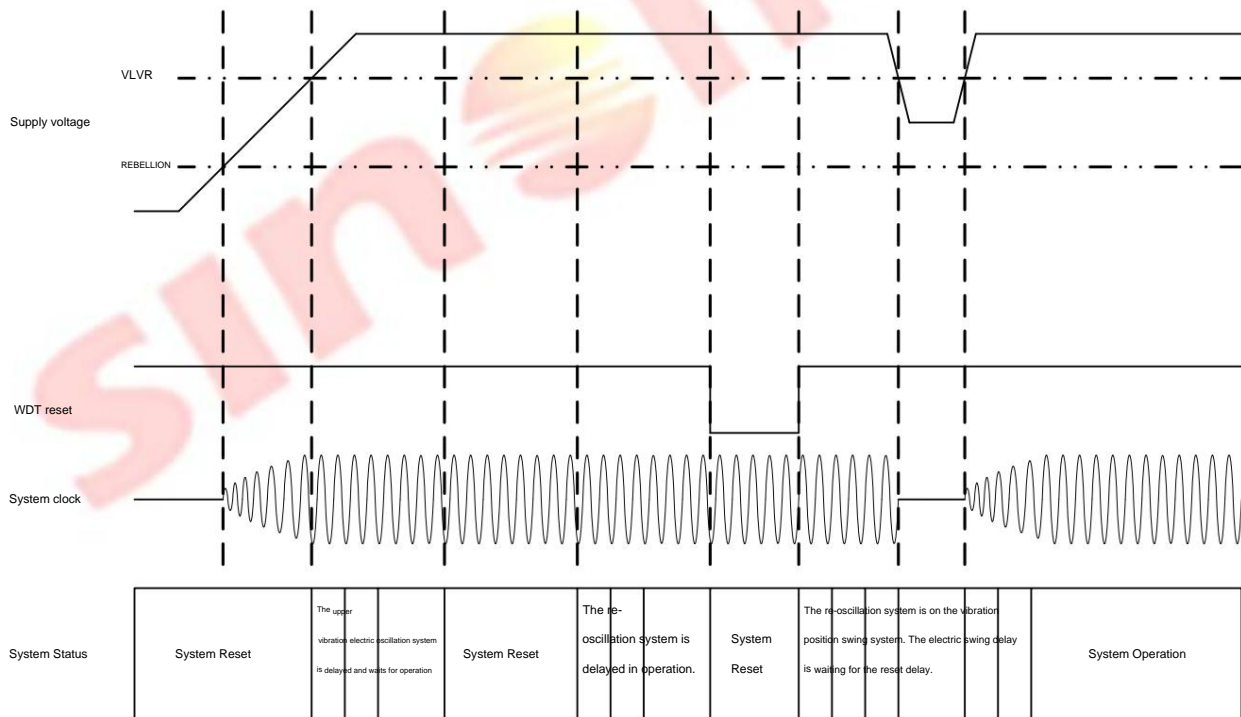 VLVR
Supply voltage
REBELLION
WDT reset
System clock
System Status
System Reset
The upper
vibration electric oscillation system
is delayed and waits for operation
System Reset
The re-
oscillation system is
delayed in operation.
System
Reset
The re-oscillation system is on the vibration
position swing system. The electric swing delay
is waiting for the reset delay.
System Operation